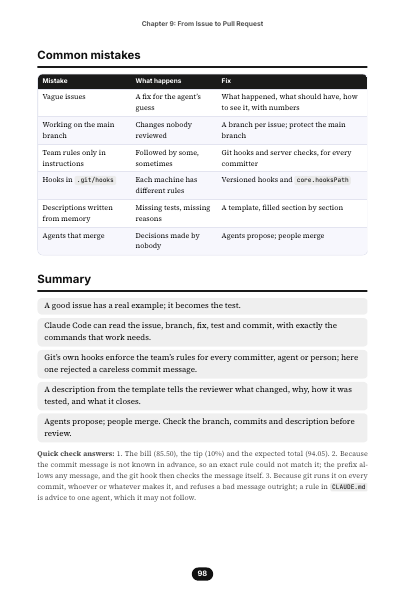 Chapter 9: From Issue to Pull Request
Common mistakes
Mistake What happens Fix
Vague issues A fix for the agent's What happened, what should have, how
guess to see it, with numbers
Working on the main Changes nobody A branch per issue; protect the main
branch reviewed branch
Team rules only in Followed by some, Git hooks and server checks, for every
instructions sometimes committer
Hooks in .git/hooks Each machine has Versioned hooks and core.hooksPath
different rules
Descriptions written Missing tests, missing A template, filled section by section
from memory reasons
Agents that merge Decisions made by Agents propose; people merge
nobody
Summary
A good issue has a real example; it becomes the test.
Claude Code can read the issue, branch, fix, test and commit, with exactly the
commands that work needs.
Git's own hooks enforce the team's rules for every committer, agent or person; here
one rejected a careless commit message.
A description from the template tells the reviewer what changed, why, how it was
tested, and what it closes.
Agents propose; people merge. Check the branch, commits and description before
review.
Quick check answers: 1. The bill (85.50), the tip (10%) and the expected total (94.05). 2. Because
the commit message is not known in advance, so an exact rule could not match it; the prefix al-
lows any message, and the git hook then checks the message itself. 3. Because git runs it on every
commit, whoever or whatever makes it, and refuses a bad message outright; a rule in CLAUDE.md
is advice to one agent, which it may not follow.
98